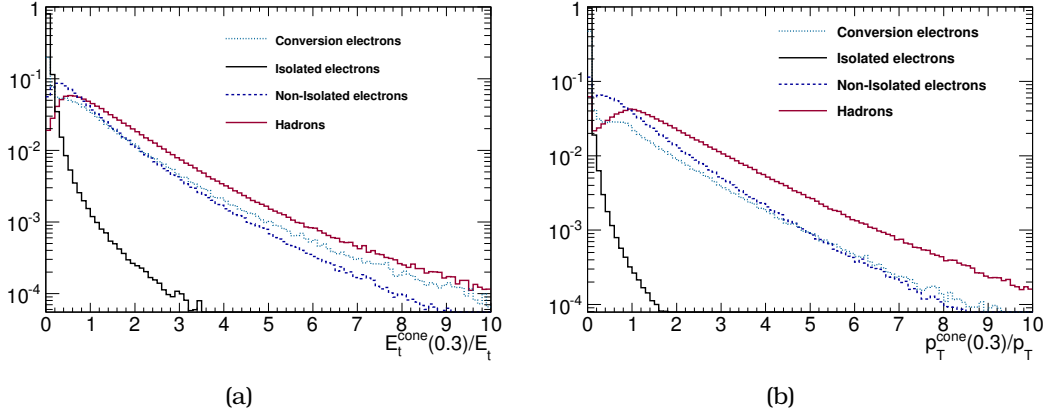 1
10⁻¹
10⁻²
10⁻³
10⁻⁴
Conversion electrons
Isolated electrons
Non-Isolated electrons
Hadrons
0 1 2 3 4 5 6 7 8 9 10
E_t^cone(0.3)/E_t
(a)
1
10⁻¹
10⁻²
10⁻³
10⁻⁴
Conversion electrons
Isolated electrons
Non-Isolated electrons
Hadrons
0 1 2 3 4 5 6 7 8 9 10
p_T^cone(0.3)/p_T
(b)